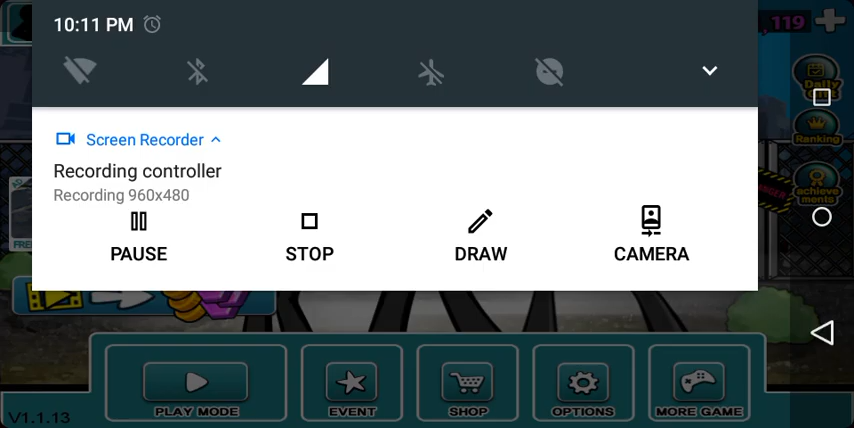 10:11 PM
,119
Screen Recorder
Recording controller
Recording 960x480
PAUSE
STOP
DRAW
CAMERA
Daily
Ranking
achieve
ments
PLAY MODE
EVENT
SHOP
OPTIONS
MORE GAME
V1.1.13